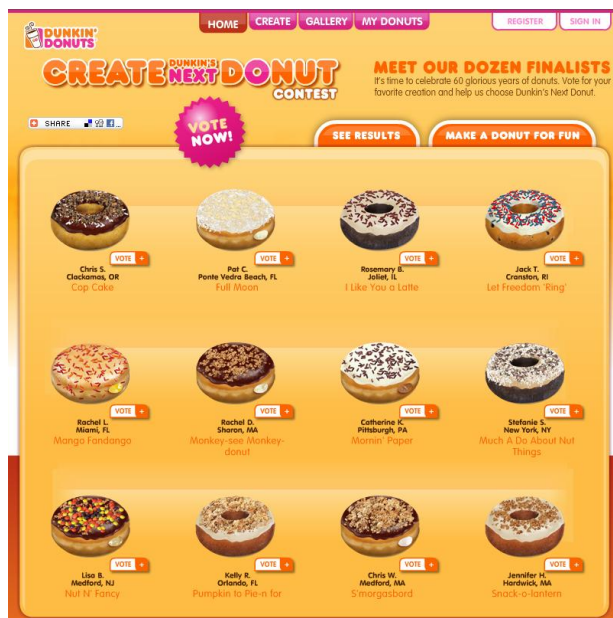 HOME CREATE GALLERY MY DONUTS REGISTER SIGN IN
DUNKIN'
DONUTS
CREATE DUNKIN'S NEXT DONUT
CONTEST
MEET OUR DOZEN FINALISTS
It's time to celebrate 60 glorious years of donuts. Vote for your
favorite creation and help us choose Dunkin's Next Donut.
SHARE
VOTE
NOW!
SEE RESULTS MAKE A DONUT FOR FUN
VOTE + VOTE + VOTE + VOTE +
Chris S. Pat C. Rosemary B. Jack T.
Clackamas, OR Ponte Vedra Beach, FL Joliet, IL Cranston, RI
Cop Cake Full Moon I Like You a Latte Let Freedom 'Ring'
VOTE + VOTE + VOTE + VOTE +
Rachel L. Rachel D. Catherine K. Stefanie S.
Miami, FL Sharon, MA Pittsburgh, PA New York, NY
Mango Fandango Monkey-see Monkey- Mornin' Paper Much A Do About Nut
donut Things
VOTE + VOTE + VOTE + VOTE +
Lisa B. Kelly R. Chris W. Jennifer H.
Medford, NJ Orlando, FL Medford, MA Hardwick, MA
Nut N' Fancy Pumpkin to Pie-n for S'morgasbord Snack-o-lantern